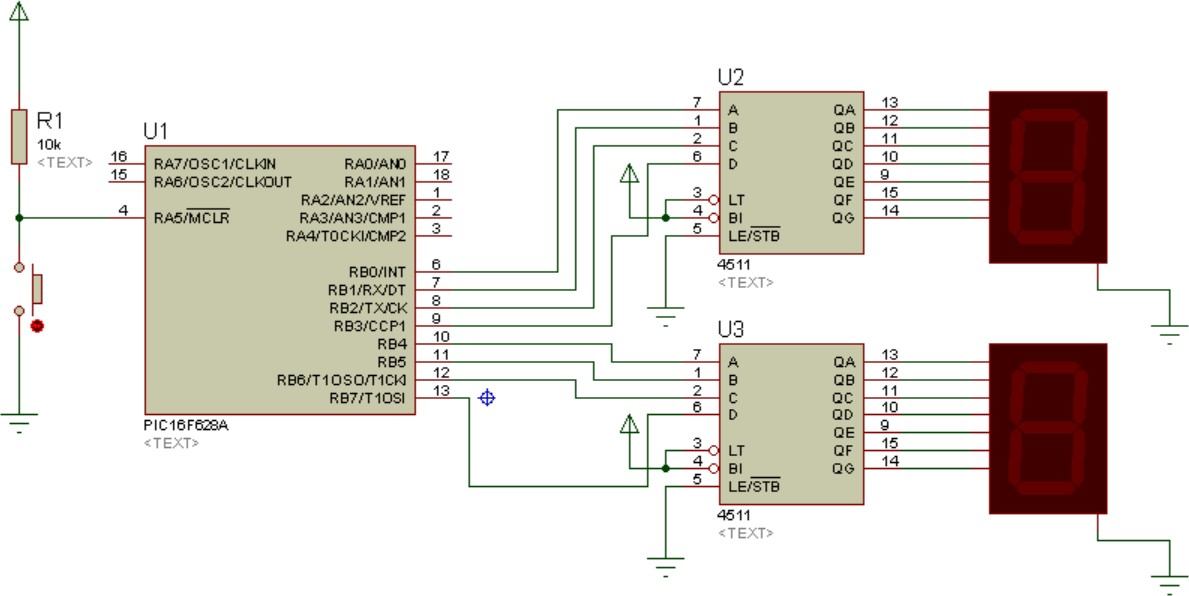 R1
10k
<TEXT>
U1
16 RA7/OSC1/CLKIN RA0/AN0 17
15 RA6/OSC2/CLKOUT RA1/AN1 18
RA2/AN2/VREF 1
4 RA5/MCLR RA3/AN3/CMP1 2
RA4/T0CKI/CMP2 3
RB0/INT 6
RB1/RX/DT 7
RB2/TX/CK 8
RB3/CCP1 9
RB4 10
RB5 11
RB6/T1OSO/T1CKI 12
RB7/T1OSI 13
PIC16F628A
<TEXT>
U2
7 A QA 13
1 B QB 12
2 C QC 11
6 D QD 10
QE 9
3 LT QF 15
4 BI QG 14
5 LE/STB
4511
<TEXT>
U3
7 A QA 13
1 B QB 12
2 C QC 11
6 D QD 10
QE 9
3 LT QF 15
4 BI QG 14
5 LE/STB
4511
<TEXT>